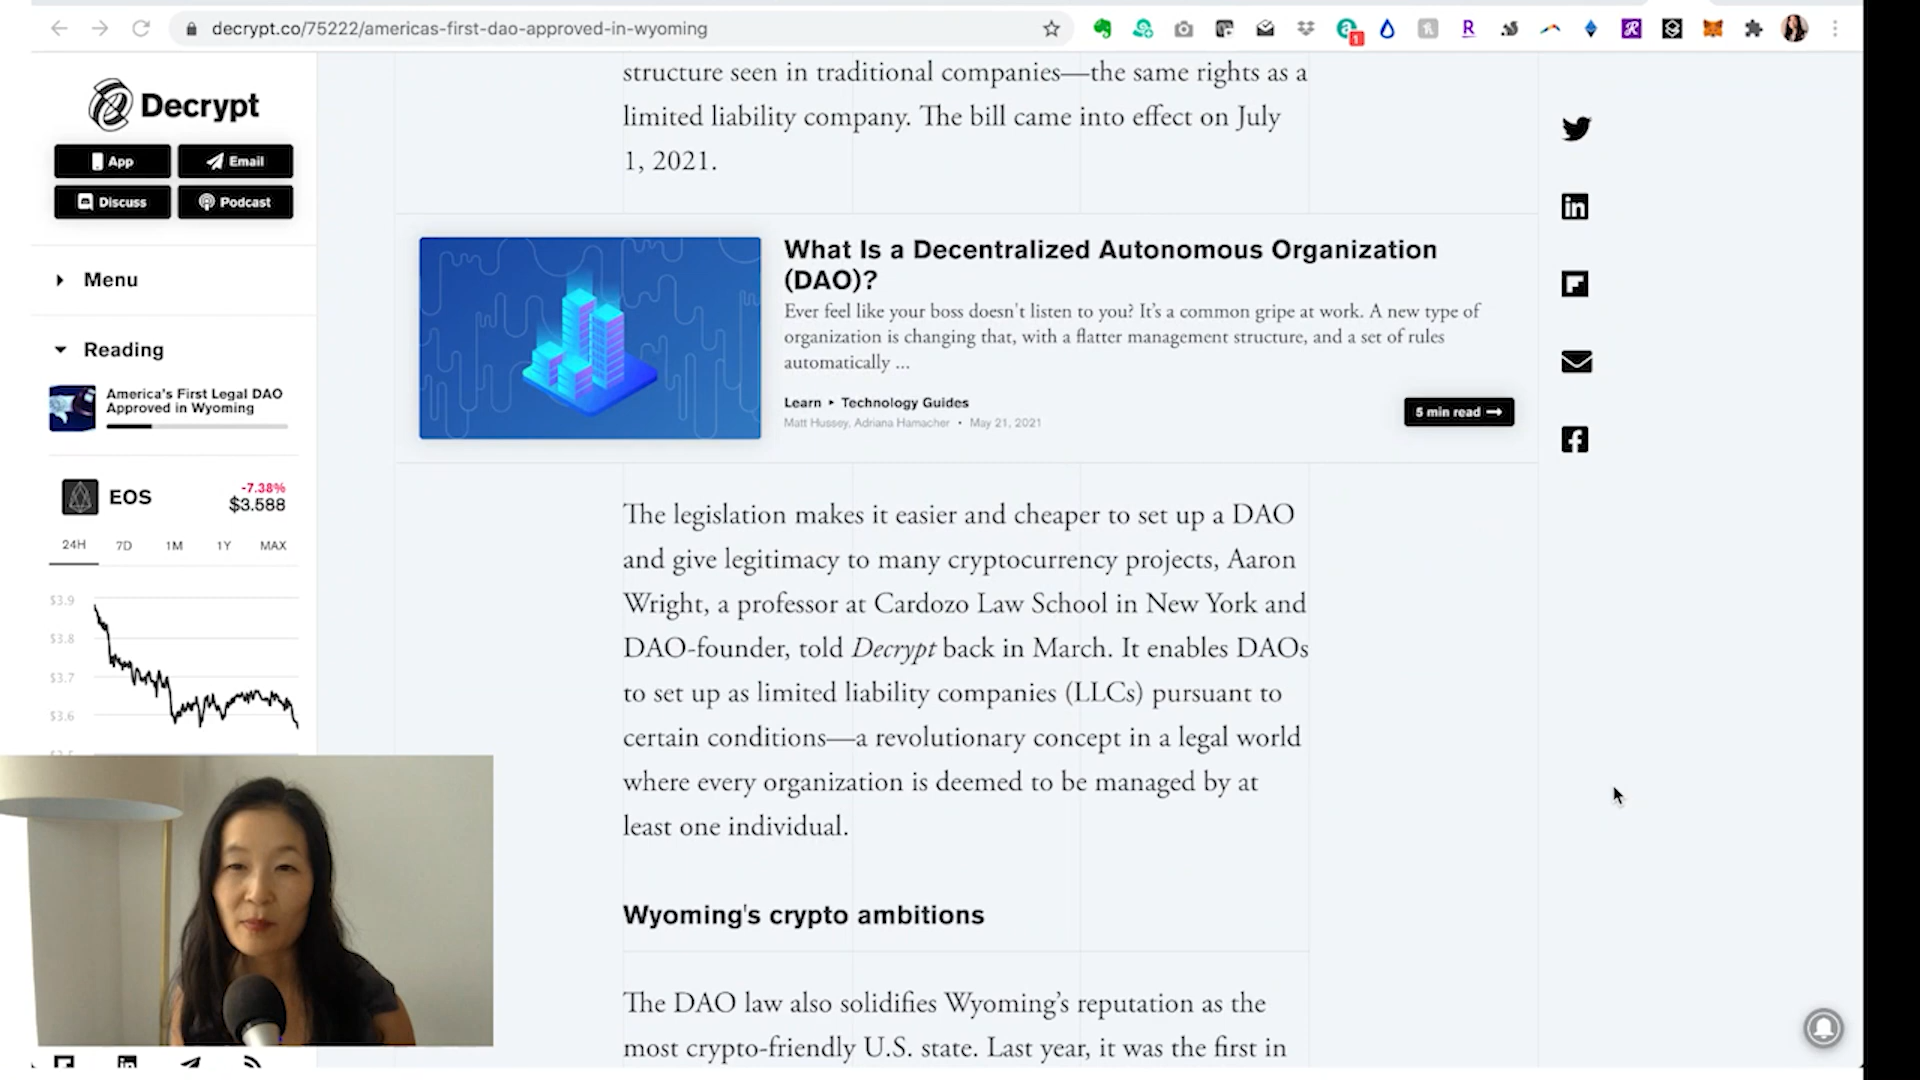 decrypt.co/75222/americas-first-dao-approved-in-wyoming
1
Decrypt
App
Email
Discuss
Podcast
Menu
Reading
America's First Legal DAO
Approved in Wyoming
EOS
-7.38%
$3.588
24H 7D 1M 1Y MAX
$3.9
$3.8
$3.7
$3.6
structure seen in traditional companies—the same rights as a
limited liability company. The bill came into effect on July
1, 2021.
What Is a Decentralized Autonomous Organization
(DAO)?
Ever feel like your boss doesn't listen to you? It's a common gripe at work. A new type of
organization is changing that, with a flatter management structure, and a set of rules
automatically ...
Learn ▸ Technology Guides
Matt Hussey, Adriana Hamacher • May 21, 2021
5 min read →
The legislation makes it easier and cheaper to set up a DAO
and give legitimacy to many cryptocurrency projects, Aaron
Wright, a professor at Cardozo Law School in New York and
DAO-founder, told Decrypt back in March. It enables DAOs
to set up as limited liability companies (LLCs) pursuant to
certain conditions—a revolutionary concept in a legal world
where every organization is deemed to be managed by at
least one individual.
Wyoming's crypto ambitions
The DAO law also solidifies Wyoming's reputation as the
most crypto-friendly U.S. state. Last year, it was the first in